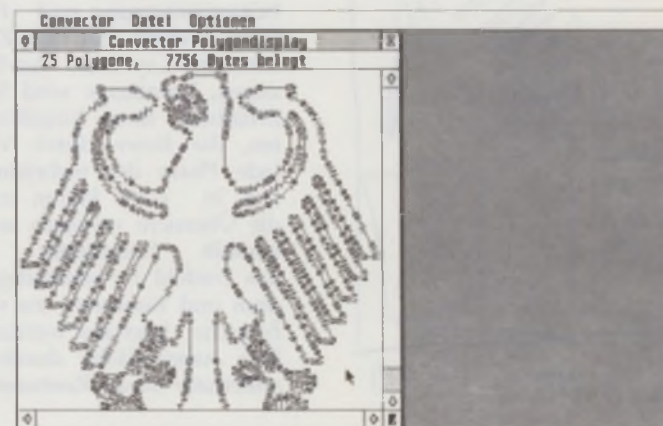 Convector Datei Optionen
Convector Polygondisplay
25 Polygone, 7756 Bytes belegt